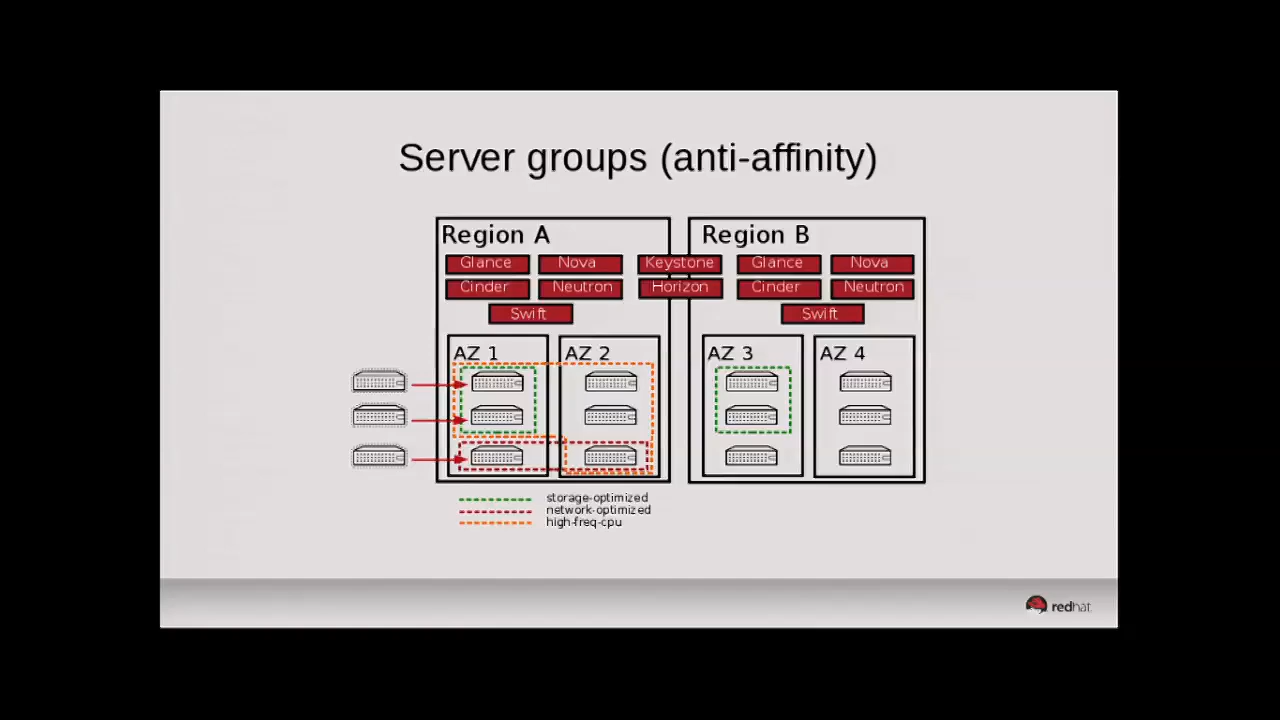 Server groups (anti-affinity)
Region A
Region B
Glance
Nova
Keystone
Glance
Nova
Cinder
Neutron
Horizon
Cinder
Neutron
Swift
Swift
AZ 1
AZ 2
AZ 3
AZ 4
storage-optimized
network-optimized
high-freq-cpu
redhat